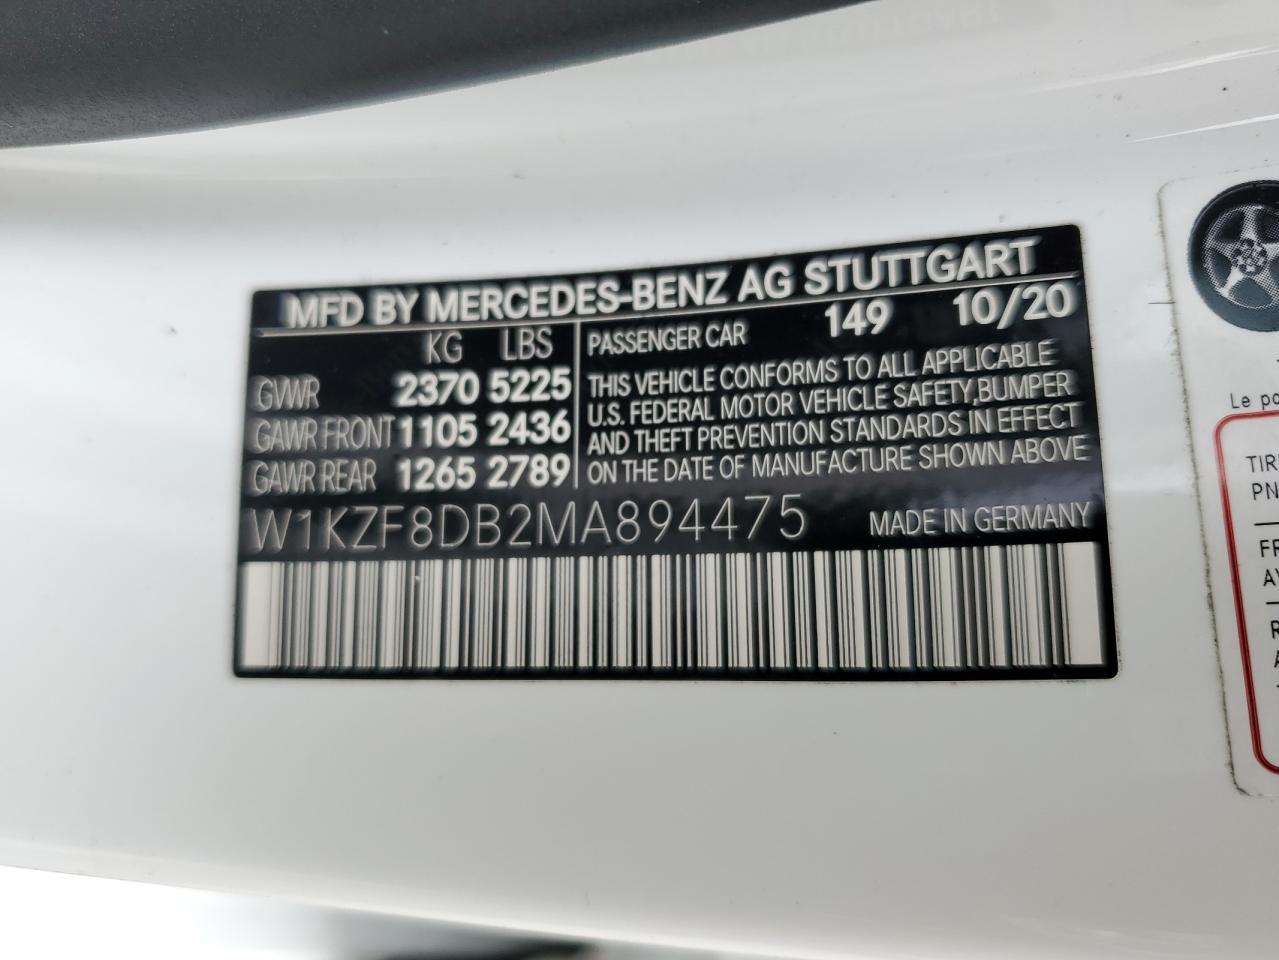 MFD BY MERCEDES-BENZ AG STUTTGART
KG LBS
GVWR 2370 5225
GAWR FRONT 1105 2436
GAWR REAR 1265 2789
PASSENGER CAR 149 10/20
THIS VEHICLE CONFORMS TO ALL APPLICABLE
U.S. FEDERAL MOTOR VEHICLE SAFETY,BUMPER
AND THEFT PREVENTION STANDARDS IN EFFECT
ON THE DATE OF MANUFACTURE SHOWN ABOVE
W1KZF8DB2MA894475 MADE IN GERMANY
Le